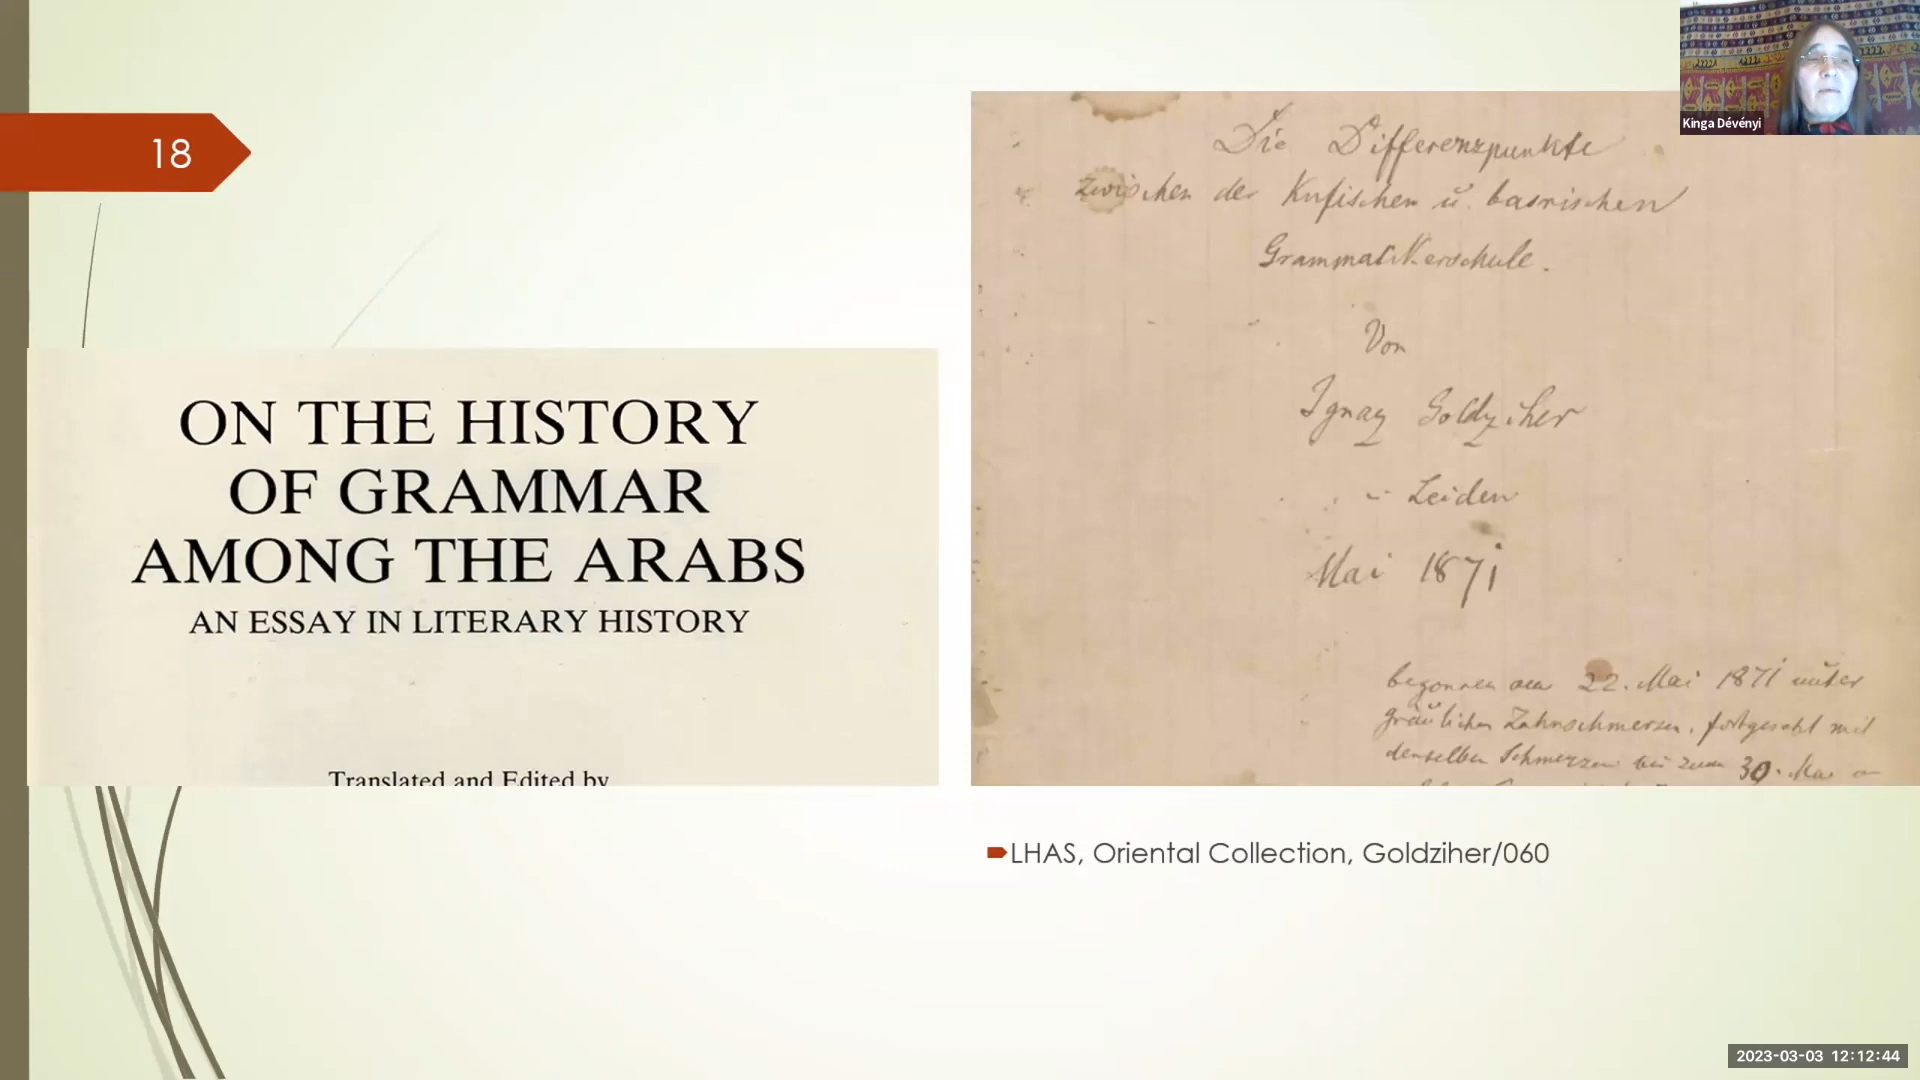 18
ON THE HISTORY
OF GRAMMAR
AMONG THE ARABS
AN ESSAY IN LITERARY HISTORY
Translated and Edited by
Die Differenzpunkte
zwischen der Kufischen u. basrischen
Grammatikerschule.
Von
Ignaz Goldziher
Leiden
Mai 1871
begonnen am 22. Mai 1871 unter
gräulichen Zahnschmerzen, fortgesetzt mit
denselben Schmerzen bis zum 30. Mai
LHAS, Oriental Collection, Goldziher/060
Kinga Dévényi
2023-03-03 12:12:44